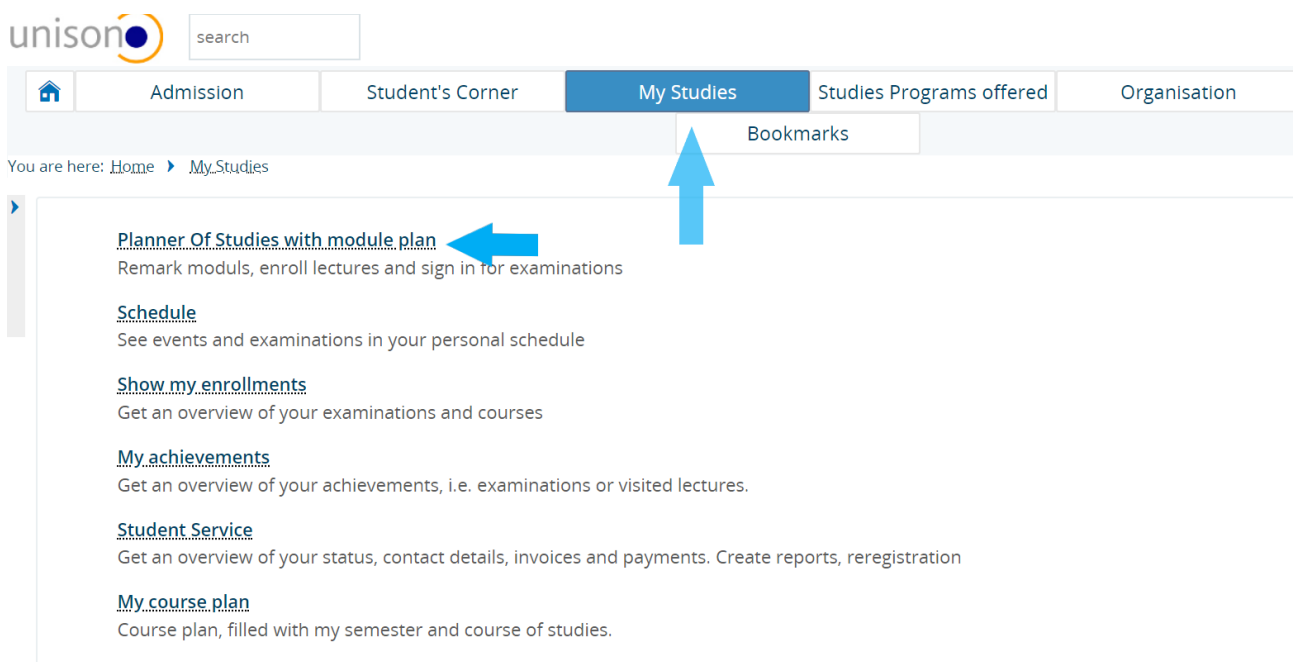 unisono
search
Admission
Student's Corner
My Studies
Studies Programs offered
Organisation
Bookmarks
You are here: Home My Studies
Planner Of Studies with module plan
Remark moduls, enroll lectures and sign in for examinations
Schedule
See events and examinations in your personal schedule
Show my enrollments
Get an overview of your examinations and courses
My achievements
Get an overview of your achievements, i.e. examinations or visited lectures.
Student Service
Get an overview of your status, contact details, invoices and payments. Create reports, reregistration
My course plan
Course plan, filled with my semester and course of studies.